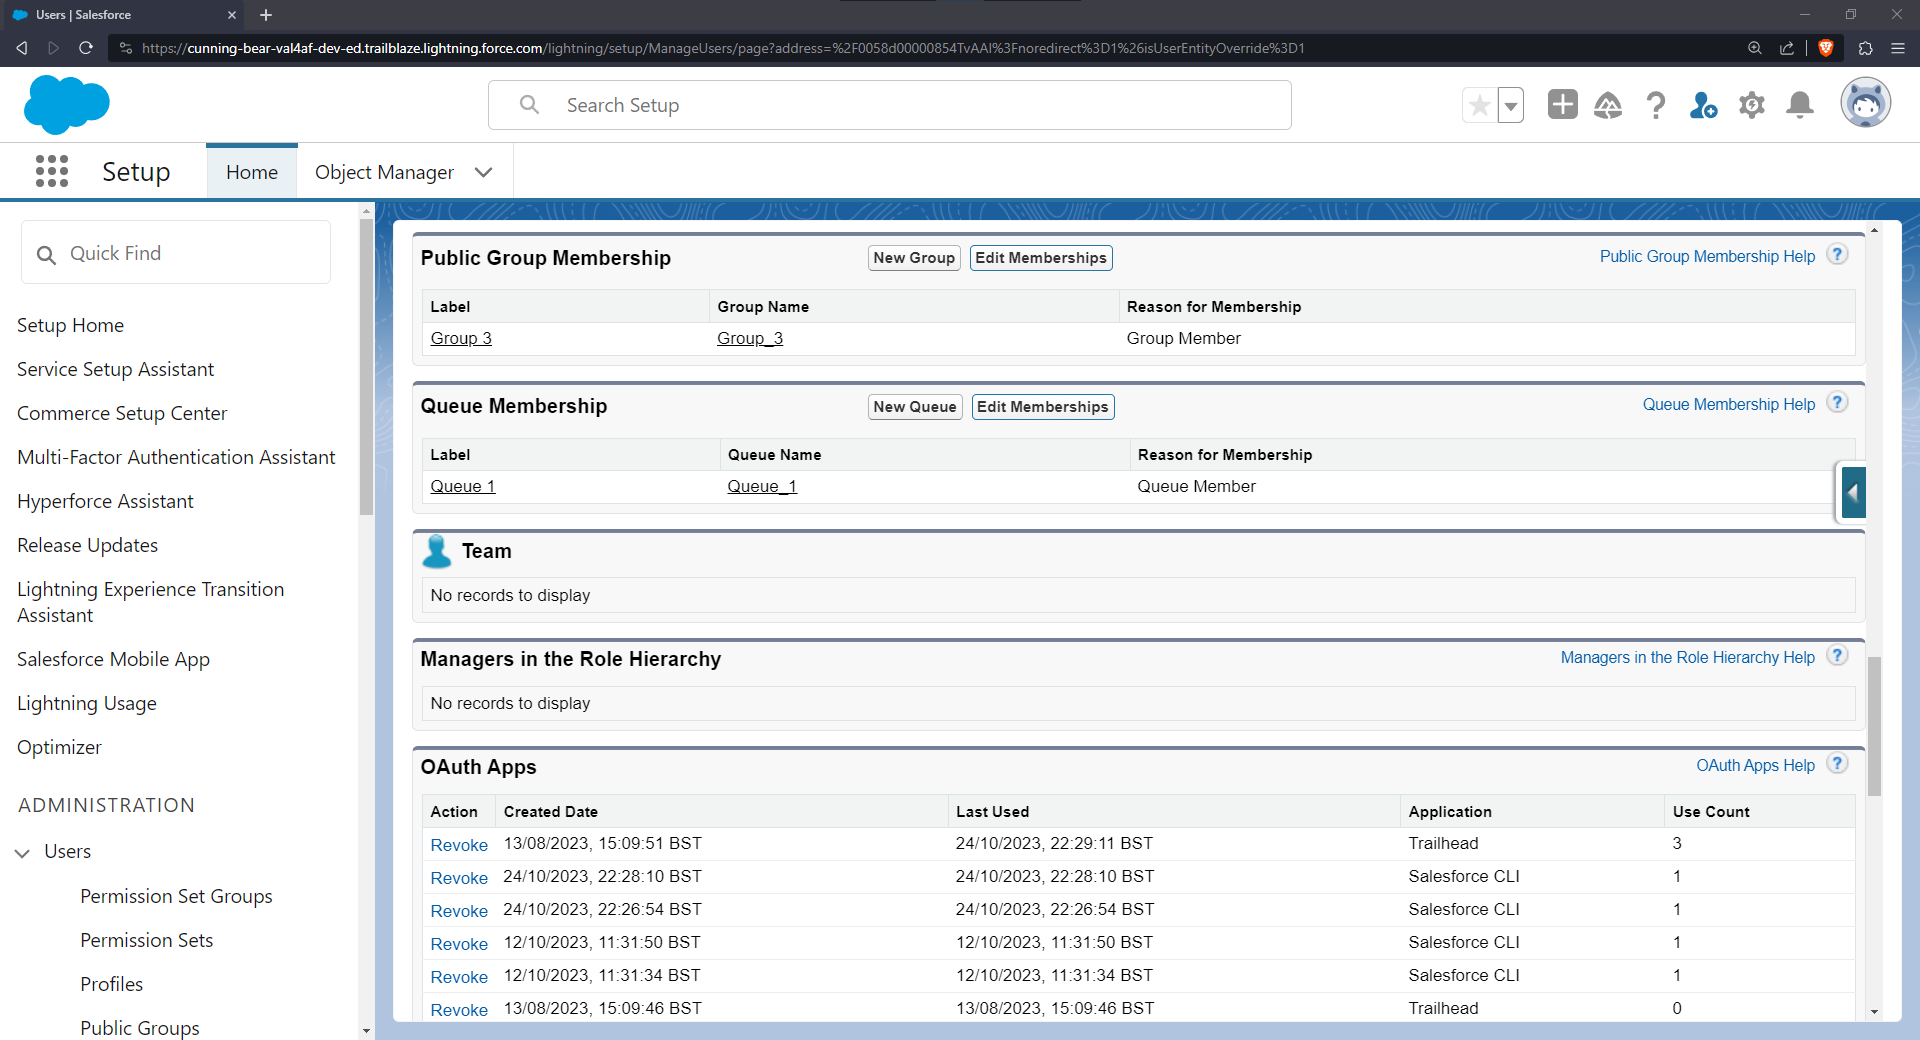 Users | Salesforce
https://cunning-bear-val4af-dev-ed.trailblaze.lightning.force.com/lightning/setup/ManageUsers/page?address=%2F0058d00000854TvAAI%3Fnoredirect%3D1%26isUserEntityOverride%3D1
Search Setup
Setup
Home
Object Manager
Quick Find
Setup Home
Service Setup Assistant
Commerce Setup Center
Multi-Factor Authentication Assistant
Hyperforce Assistant
Release Updates
Lightning Experience Transition
Assistant
Salesforce Mobile App
Lightning Usage
Optimizer
ADMINISTRATION
Users
Permission Set Groups
Permission Sets
Profiles
Public Groups
Public Group Membership
New Group
Edit Memberships
Public Group Membership Help ?
Label Group Name Reason for Membership
Group 3 Group_3 Group Member
Queue Membership
New Queue
Edit Memberships
Queue Membership Help ?
Label Queue Name Reason for Membership
Queue 1 Queue_1 Queue Member
Team
No records to display
Managers in the Role Hierarchy
Managers in the Role Hierarchy Help ?
No records to display
OAuth Apps
OAuth Apps Help ?
Action Created Date Last Used Application Use Count
Revoke 13/08/2023, 15:09:51 BST 24/10/2023, 22:29:11 BST Trailhead 3
Revoke 24/10/2023, 22:28:10 BST 24/10/2023, 22:28:10 BST Salesforce CLI 1
Revoke 24/10/2023, 22:26:54 BST 24/10/2023, 22:26:54 BST Salesforce CLI 1
Revoke 12/10/2023, 11:31:50 BST 12/10/2023, 11:31:50 BST Salesforce CLI 1
Revoke 12/10/2023, 11:31:34 BST 12/10/2023, 11:31:34 BST Salesforce CLI 1
Revoke 13/08/2023, 15:09:46 BST 13/08/2023, 15:09:46 BST Trailhead 0